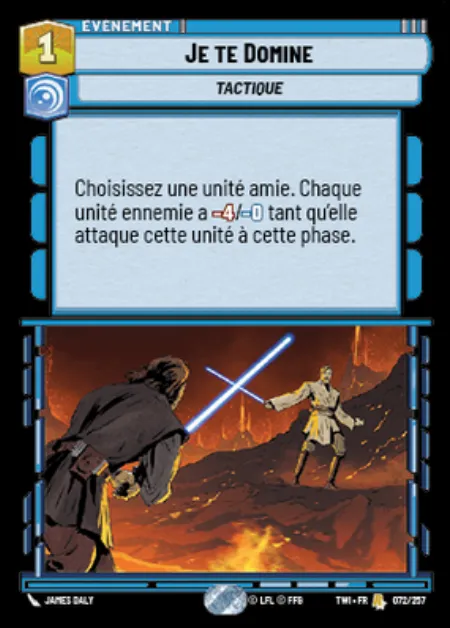 ÉVÉNEMENT
1
JE TE DOMINE
TACTIQUE
Choisissez une unité amie. Chaque
unité ennemie a -4/-0 tant qu'elle
attaque cette unité à cette phase.
JAMES DALY
© LFL © FFG
TWI • FR
072/257